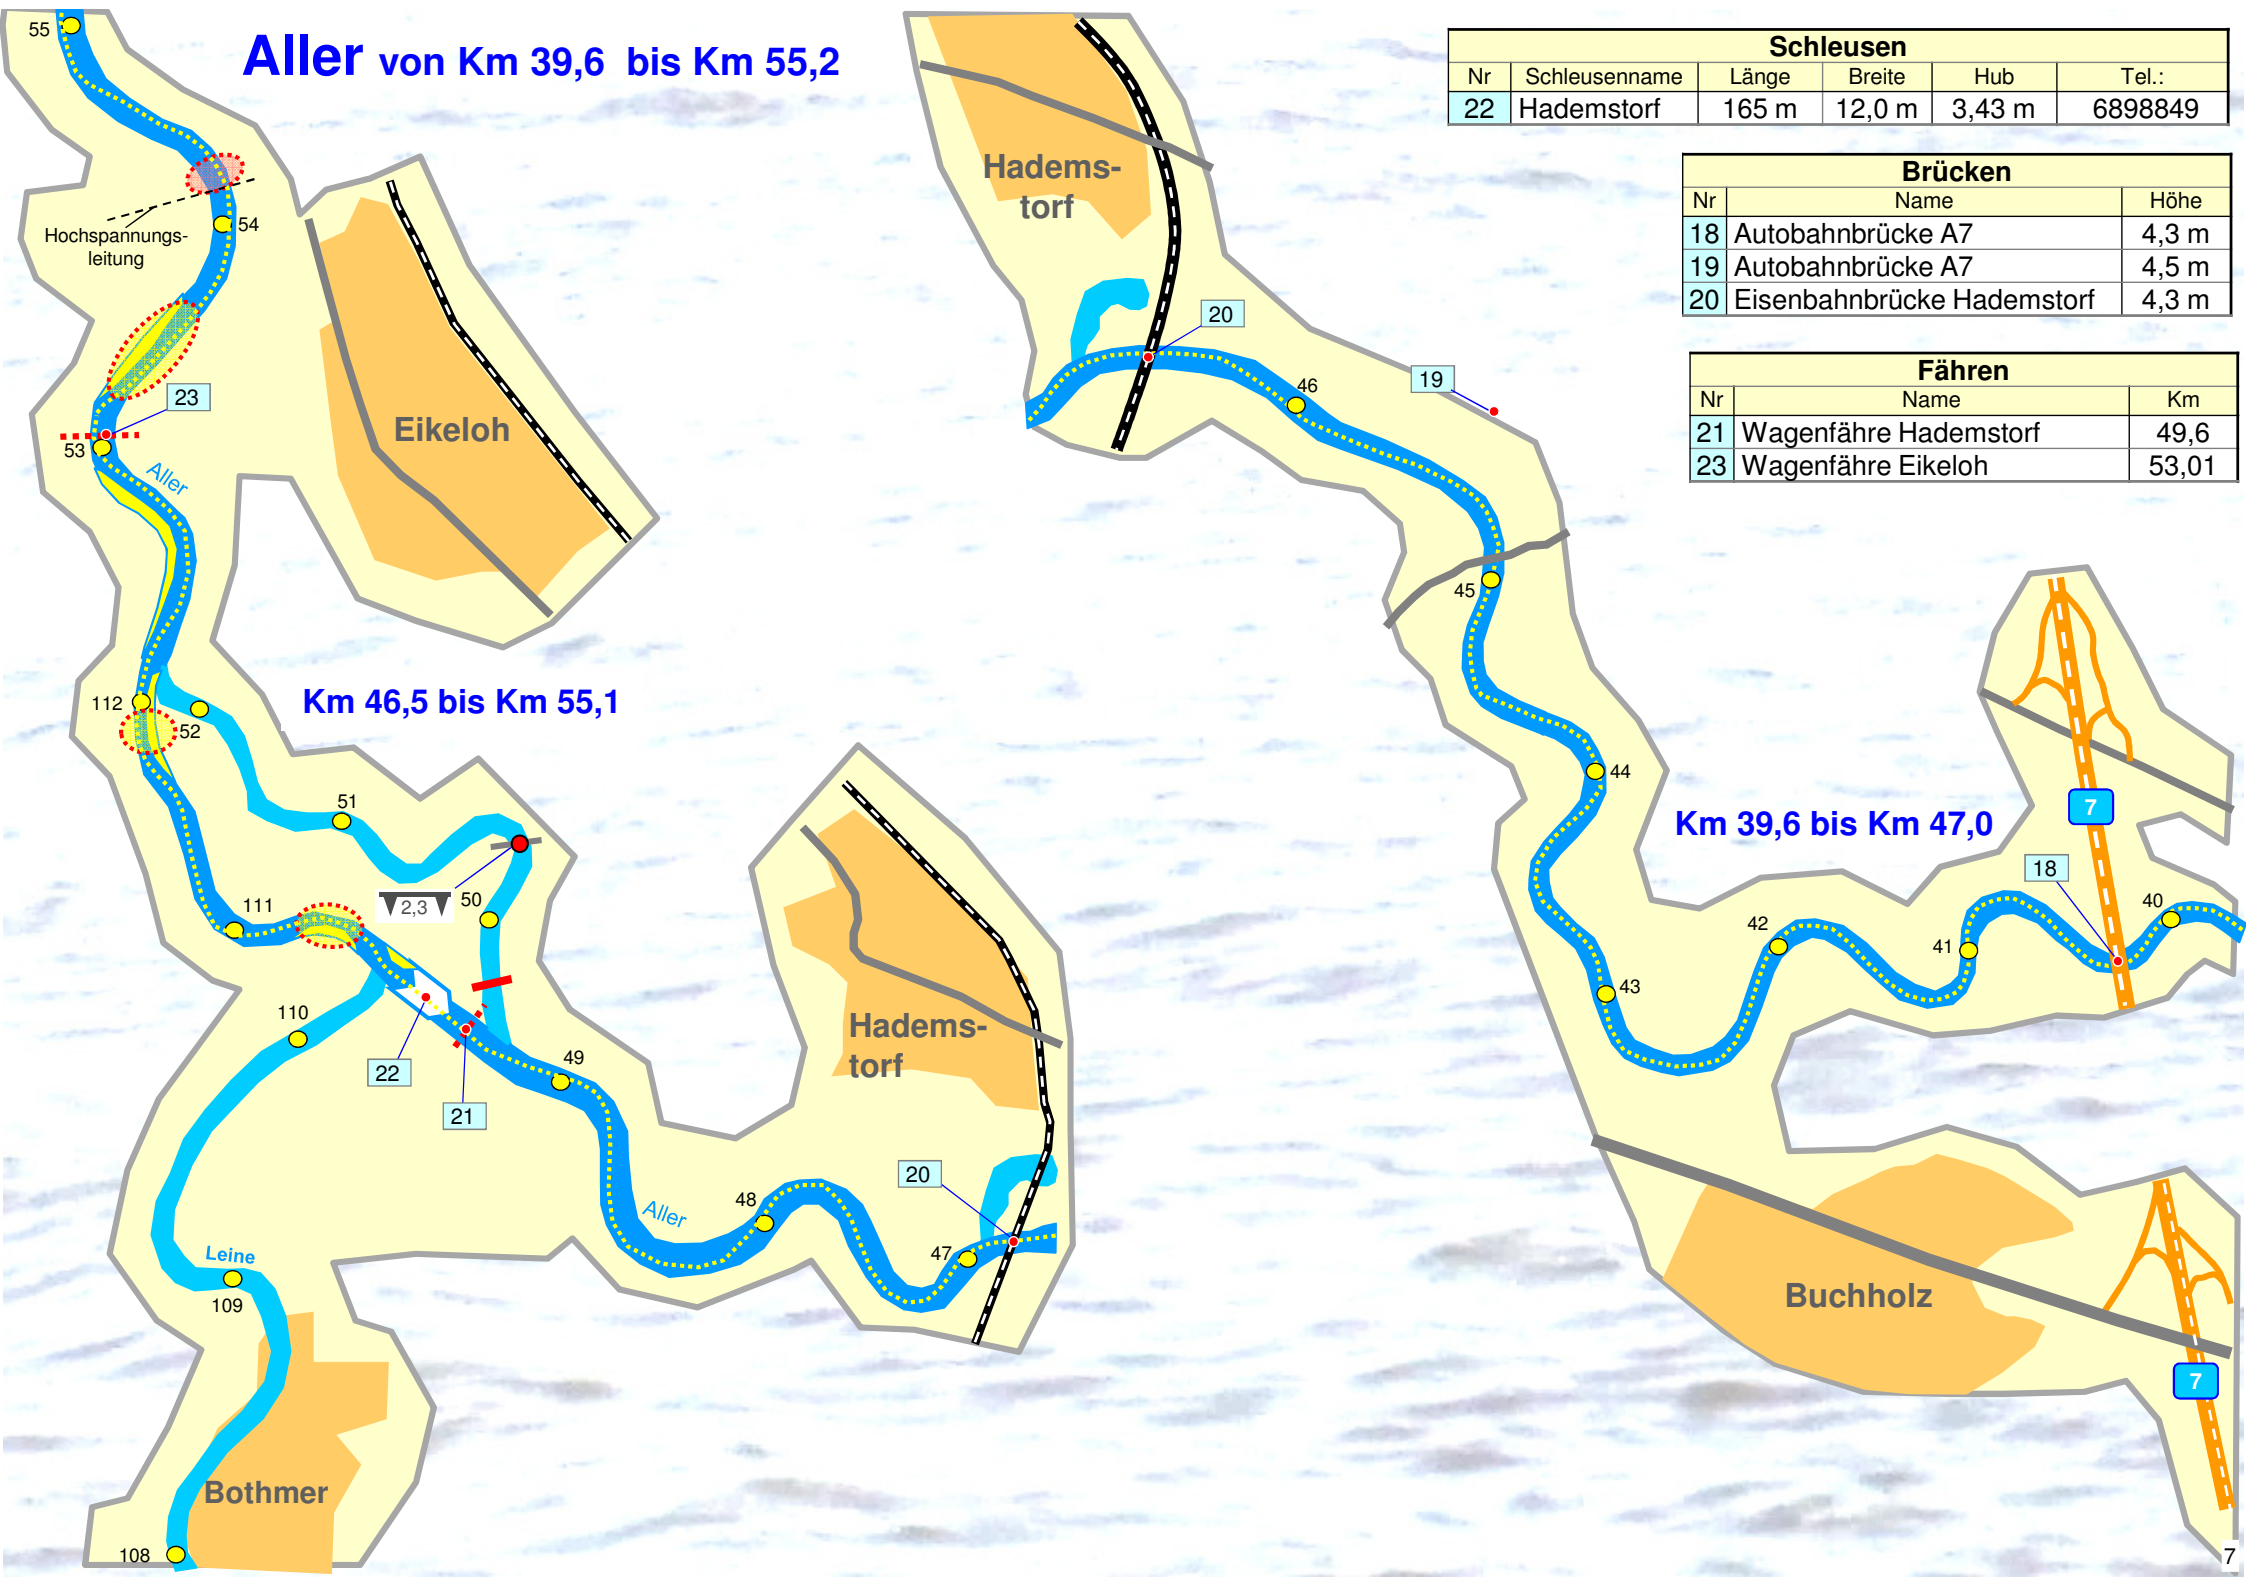 Aller von Km 39,6 bis Km 55,2
Schleusen
Nr Schleusenname Länge Breite Hub Tel.:
22 Hademstorf 165 m 12,0 m 3,43 m 6898849
Brücken
Nr Name Höhe
18 Autobahnbrücke A7 4,3 m
19 Autobahnbrücke A7 4,5 m
20 Eisenbahnbrücke Hademstorf 4,3 m
Fähren
Nr Name Km
21 Wagenfähre Hademstorf 49,6
23 Wagenfähre Eikeloh 53,01
55
Hochspannungs-
leitung
54
23
53
Aller
Eikeloh
Km 46,5 bis Km 55,1
112
52
51
2,3
50
111
110
22
21
49
Hadems-
torf
20
48
Aller
47
Leine
109
Bothmer
108
Hadems-
torf
20
46
19
45
44
Km 39,6 bis Km 47,0
7
18
40
41
42
43
Buchholz
7
7